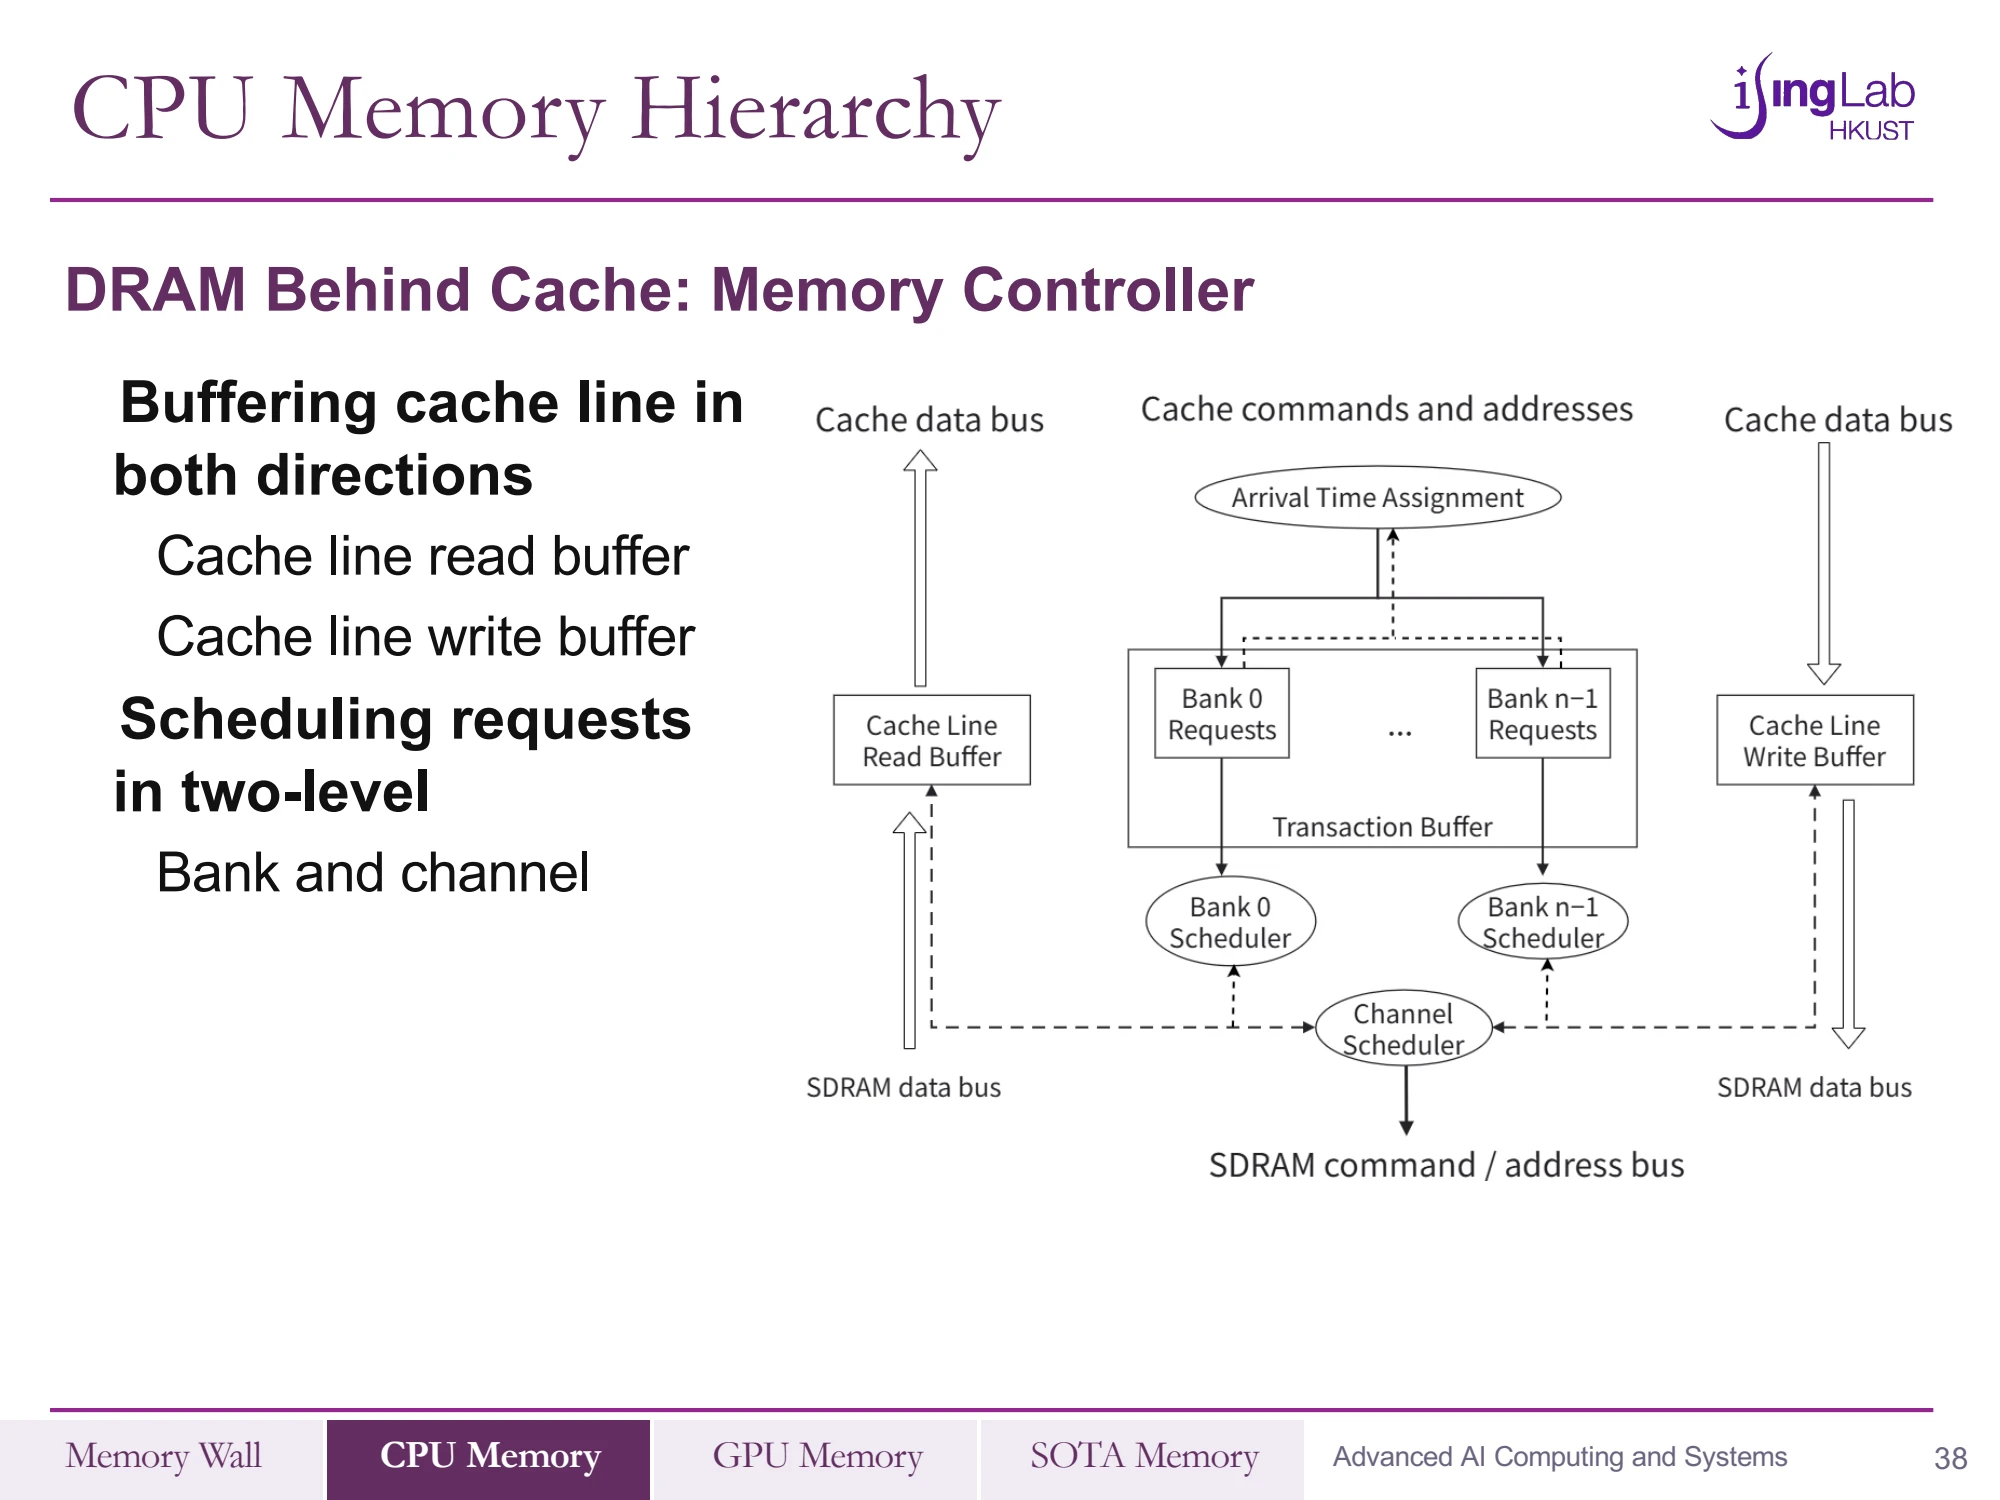 CPU Memory Hierarchy
isingLab
HKUST
DRAM Behind Cache: Memory Controller
Buffering cache line in
both directions
Cache line read buffer
Cache line write buffer
Scheduling requests
in two-level
Bank and channel
Cache data bus
Cache commands and addresses
Cache data bus
Arrival Time Assignment
Bank 0
Requests
...
Bank n−1
Requests
Transaction Buffer
Cache Line
Read Buffer
Cache Line
Write Buffer
Bank 0
Scheduler
Bank n−1
Scheduler
Channel
Scheduler
SDRAM data bus
SDRAM data bus
SDRAM command / address bus
Memory Wall
CPU Memory
GPU Memory
SOTA Memory
Advanced AI Computing and Systems
38